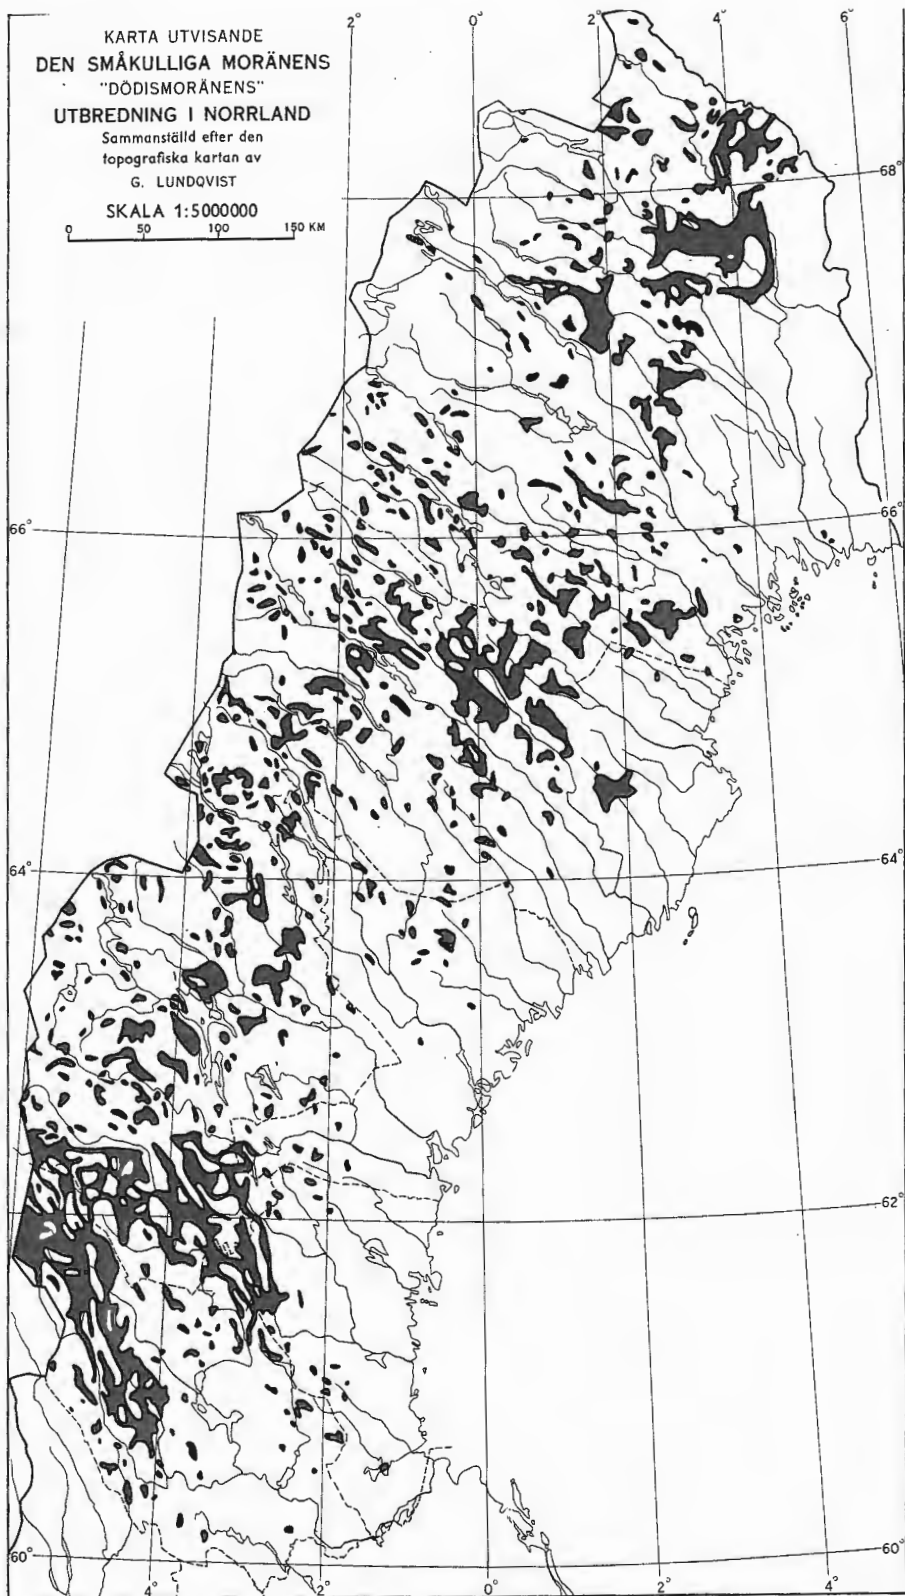 KARTA UTVISANDE
DEN SMÅKULLIGA MORÄNENS
"DÖDISMORÄNENS"
UTBREDNING I NORRLAND
Sammanställd efter den
topografiska kartan av
G. LUNDQVIST
SKALA 1:5000000
0 50 100 150 KM
2° 0° 2° 4° 6°
68°
66° 66°
64° 64°
62°
60°
4° 2° 0° 2° 4°